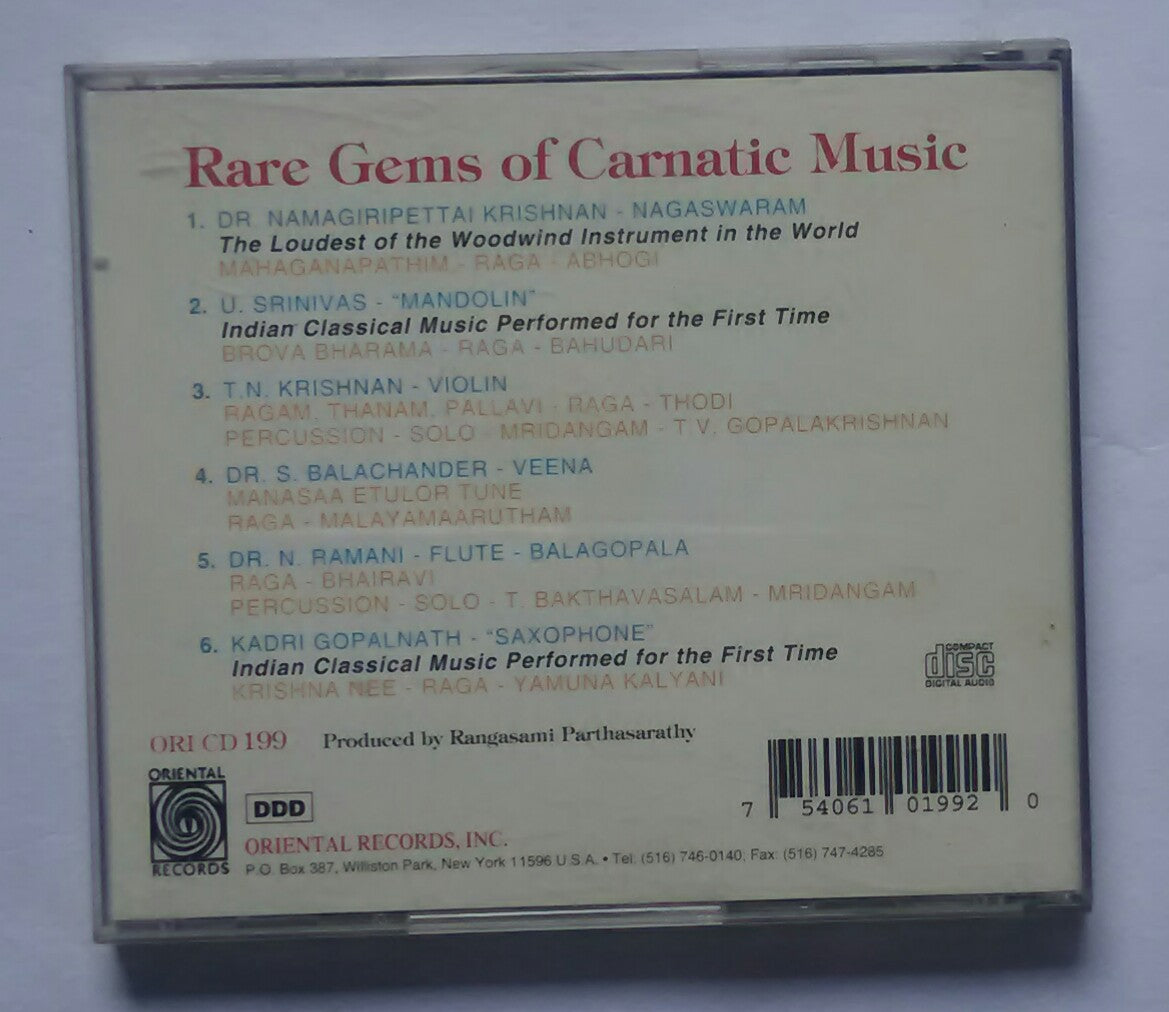 Rare Gems of Carnatic Music
1. DR. NAMAGIRIPETTAI KRISHNAN - NAGASWARAM
The Loudest of the Woodwind Instrument in the World
MAHAGANAPATHIM - RAGA - ABHOGI
2. U. SRINIVAS - "MANDOLIN"
Indian Classical Music Performed for the First Time
BROVA BHARAMA - RAGA - BAHUDARI
3. T.N. KRISHNAN - VIOLIN
RAGAM, THANAM, PALLAVI - RAGA - THODI
PERCUSSION - SOLO - MRIDANGAM - T.V. GOPALAKRISHNAN
4. DR. S. BALACHANDER - VEENA
MANASAA ETULOR TUNE
RAGA - MALAYAMAARUTHAM
5. DR. N. RAMANI - FLUTE - BALAGOPALA
RAGA - BHAIRAVI
PERCUSSION - SOLO - T. BAKTHAVASALAM - MRIDANGAM
6. KADRI GOPALNATH - "SAXOPHONE"
Indian Classical Music Performed for the First Time
KRISHNA NEE - RAGA - YAMUNA KALYANI
COMPACT
disc
DIGITAL AUDIO
ORI CD 199 Produced by Rangasami Parthasarathy
ORIENTAL
RECORDS
DDD
ORIENTAL RECORDS, INC.
P.O. Box 387, Williston Park, New York 11596 U.S.A. • Tel: (516) 746-0140; Fax: (516) 747-4285
7 54061 01992 0